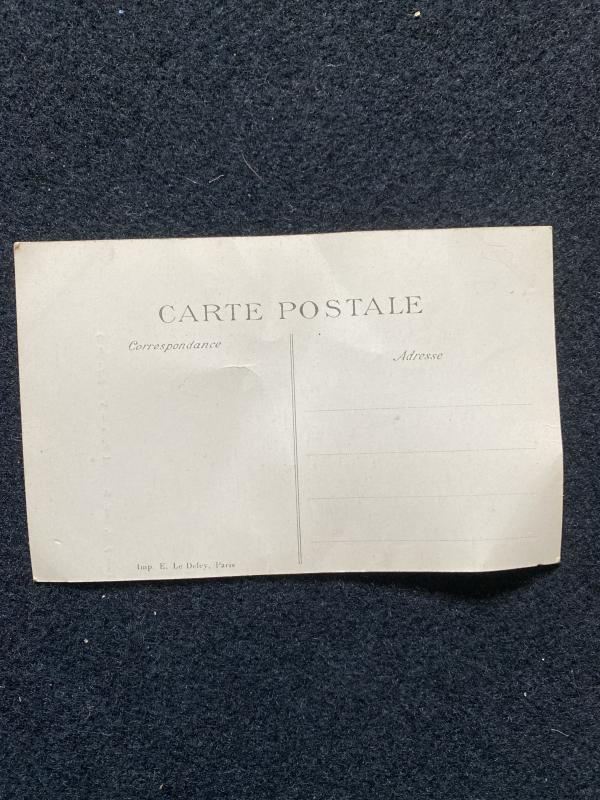 CARTE POSTALE
Correspondance
Adresse
Imp. E. Le Deley, Paris